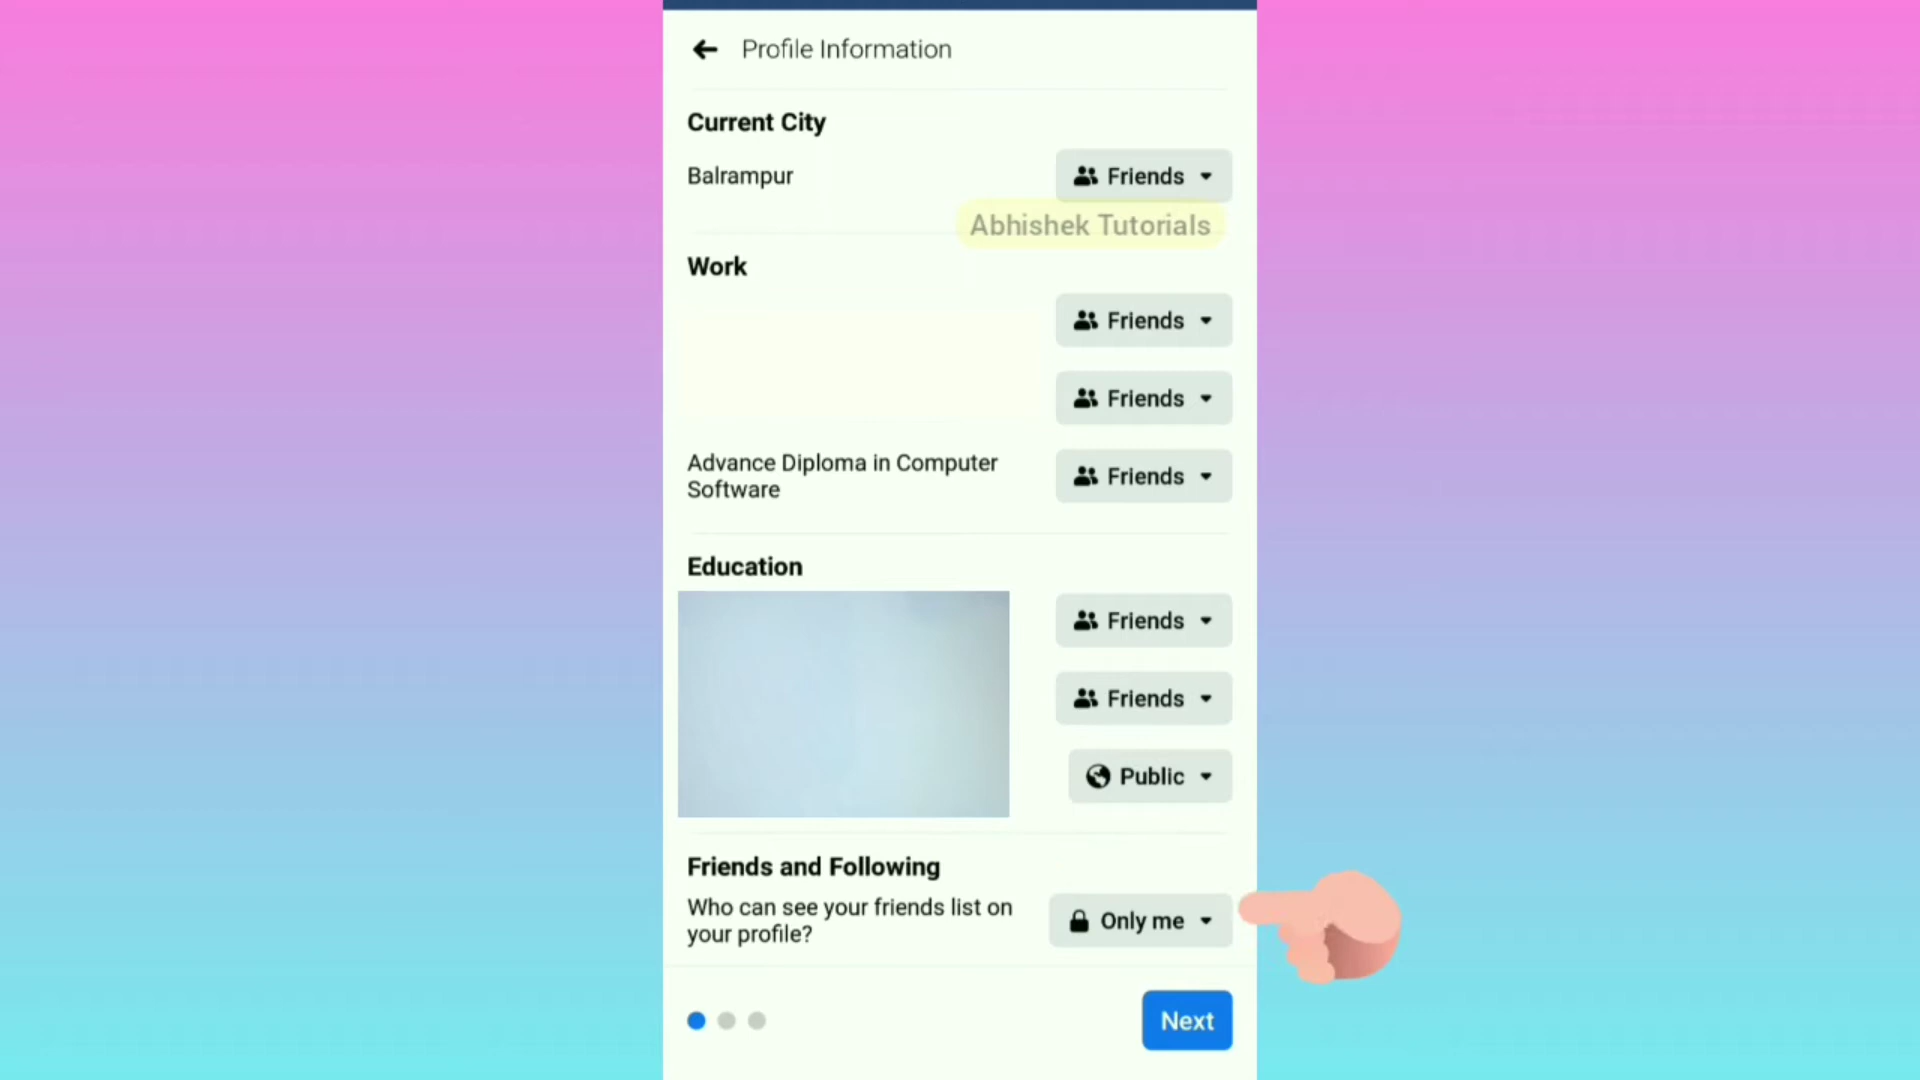 Profile Information
Current City
Balrampur
Friends
Abhishek Tutorials
Work
Friends
Friends
Advance Diploma in Computer
Software
Friends
Education
Friends
Friends
Public
Friends and Following
Who can see your friends list on
your profile?
Only me
Next